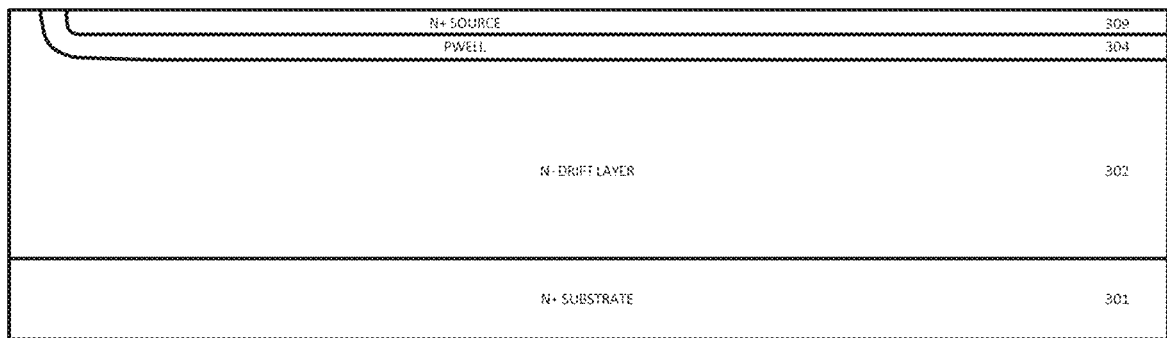 N+ SOURCE 309
PWELL 304
N- DRIFT LAYER 302
N+ SUBSTRATE 301